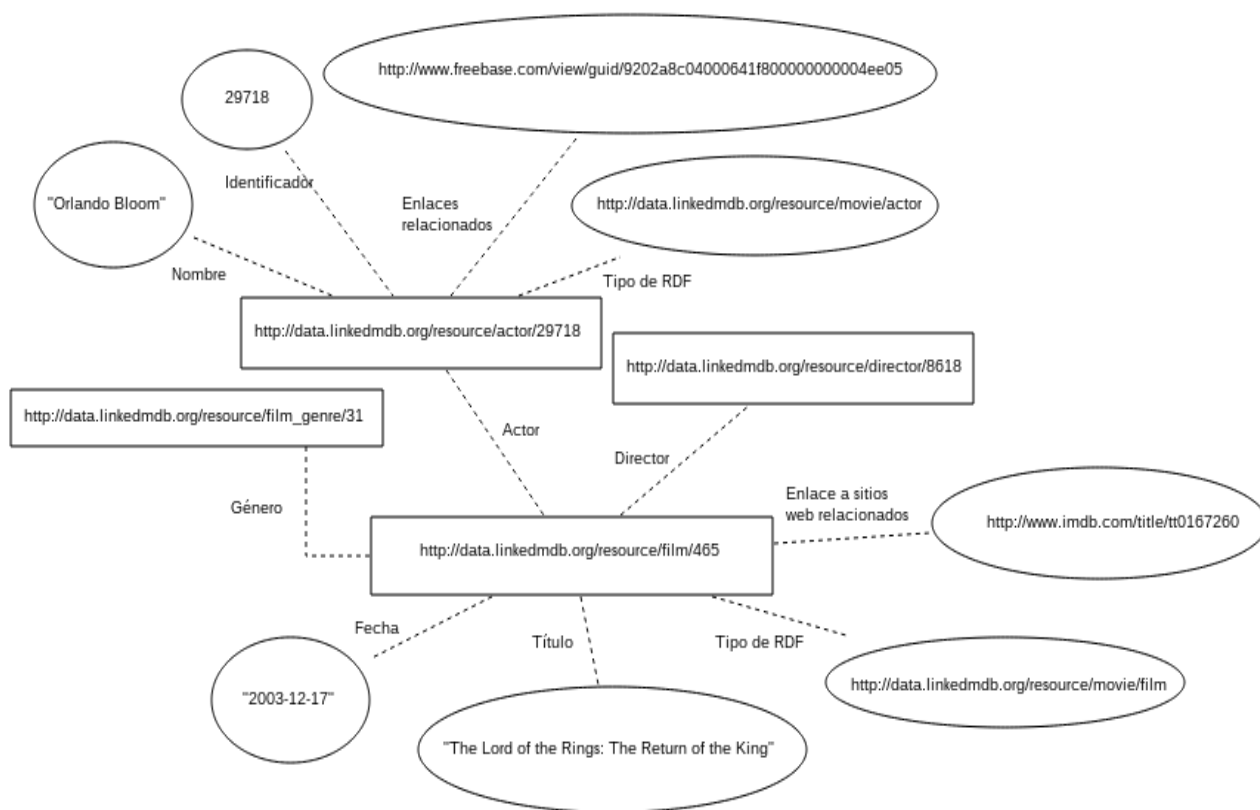 http://www.freebase.com/view/guid/9202a8c04000641f800000000004ee05
29718
Identificador
"Orlando Bloom"
Enlaces
relacionados
http://data.linkedmdb.org/resource/movie/actor
Nombre
Tipo de RDF
http://data.linkedmdb.org/resource/actor/29718
http://data.linkedmdb.org/resource/director/8618
http://data.linkedmdb.org/resource/film_genre/31
Actor
Director
Género
Enlace a sitios
web relacionados
http://www.imdb.com/title/tt0167260
http://data.linkedmdb.org/resource/film/465
Fecha
Título
Tipo de RDF
http://data.linkedmdb.org/resource/movie/film
"2003-12-17"
"The Lord of the Rings: The Return of the King"